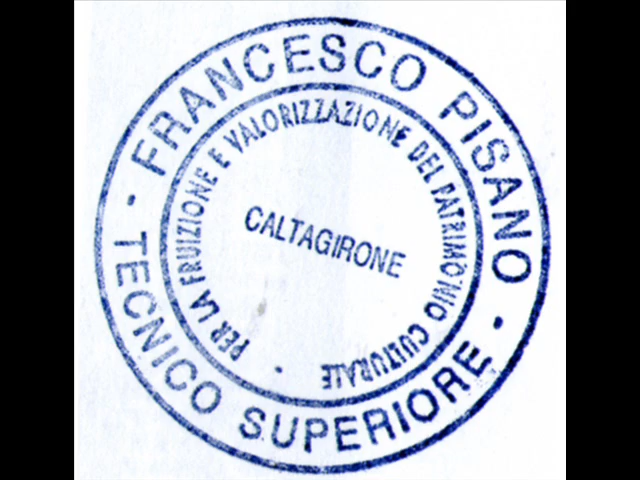 FRANCESCO PISANO
TECNICO SUPERIORE
PER LA FRUIZIONE E VALORIZZAZIONE DEL PATRIMONIO CULTURALE
CALTAGIRONE